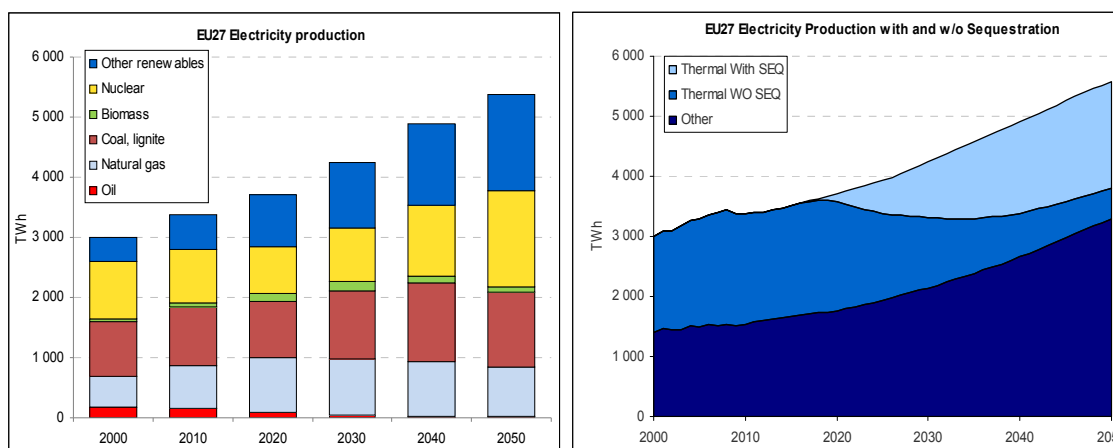 EU27 Electricity production
6 000
5 000
4 000
3 000
2 000
1 000
0
TWh
Other renewables
Nuclear
Biomass
Coal, lignite
Natural gas
Oil
2000 2010 2020 2030 2040 2050
EU27 Electricity Production with and w/o Sequestration
6 000
5 000
4 000
3 000
2 000
1 000
0
TWh
Thermal With SEQ
Thermal WO SEQ
Other
2000 2010 2020 2030 2040 205